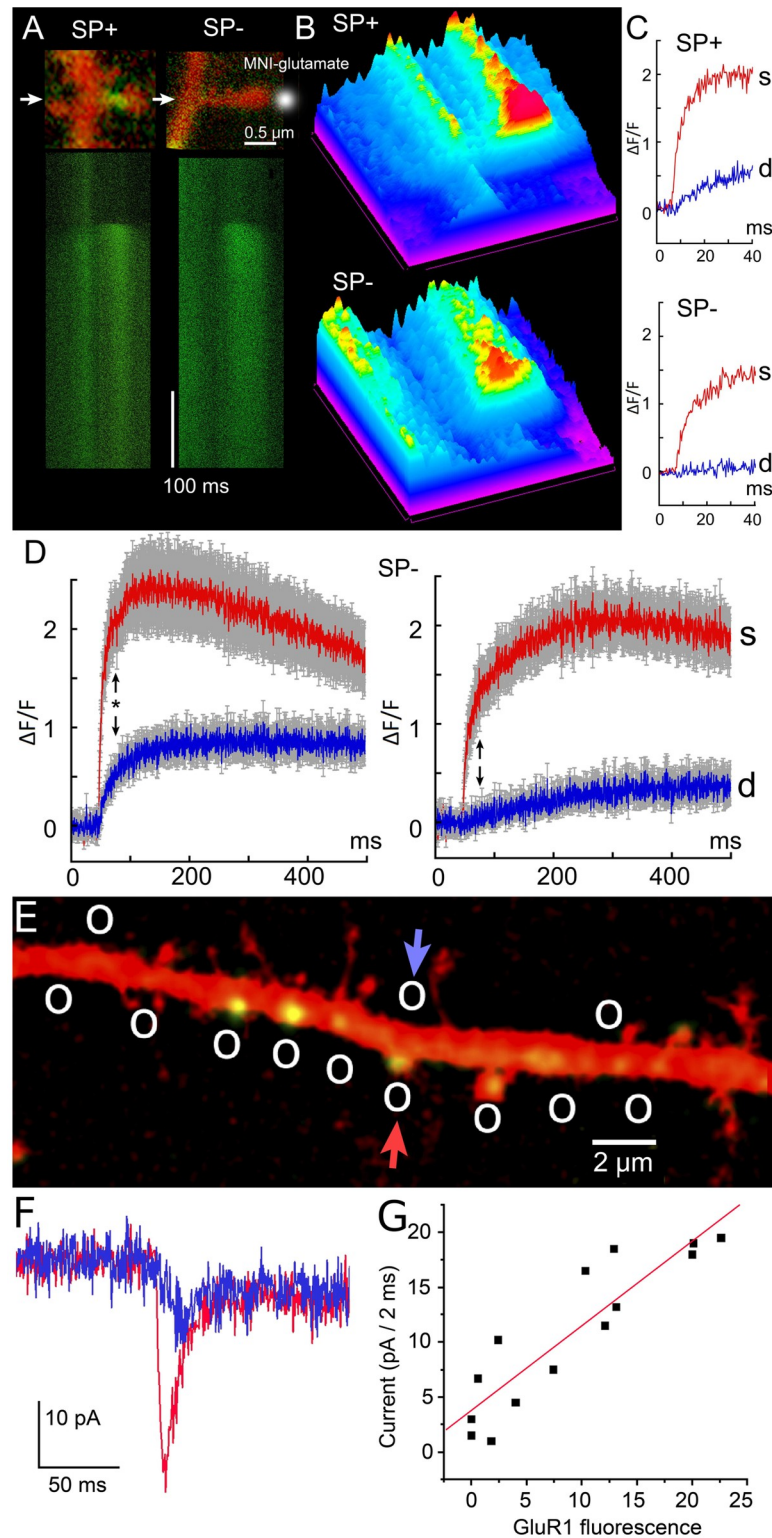 A SP+ SP-
MNI-glutamate
0.5 µm
100 ms
B SP+
SP-
C
SP+
2
1
0
ΔF/F
s
d
ms
0 20 40
SP-
2
1
0
ΔF/F
s
d
ms
0 20 40
D
2
1
0
ΔF/F
*
ms
0 200 400
SP-
2
1
0
ΔF/F
s
d
ms
0 200 400
E
O
O
O
O
O
O
O
O
O
O
O
O
2 µm
F
10 pA
50 ms
G
20
15
10
5
0
Current (pA / 2 ms)
0 5 10 15 20 25
GluR1 fluorescence